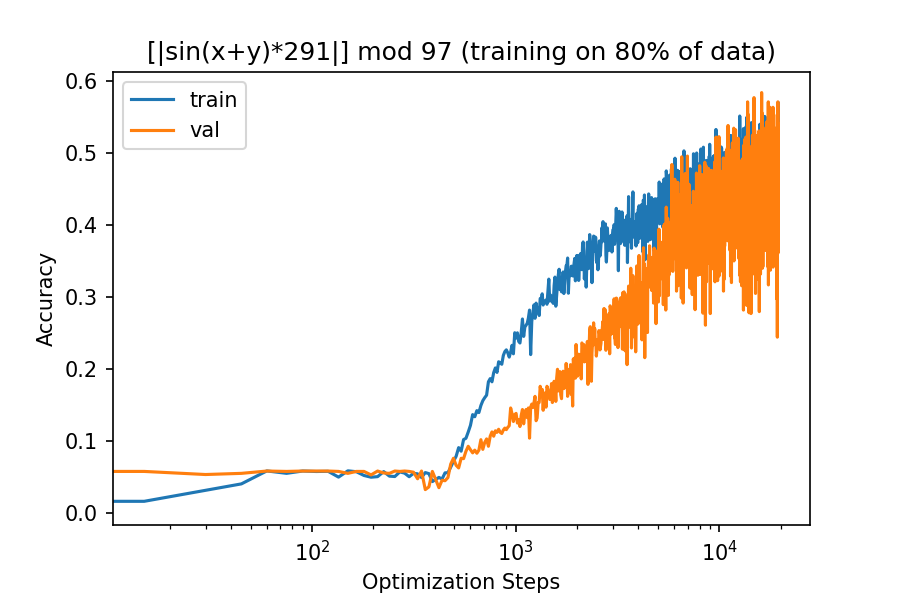 [|sin(x+y)*291|] mod 97 (training on 80% of data)
train
val
0.6
0.5
0.4
0.3
0.2
0.1
0.0
Accuracy
10² 10³ 10⁴
Optimization Steps